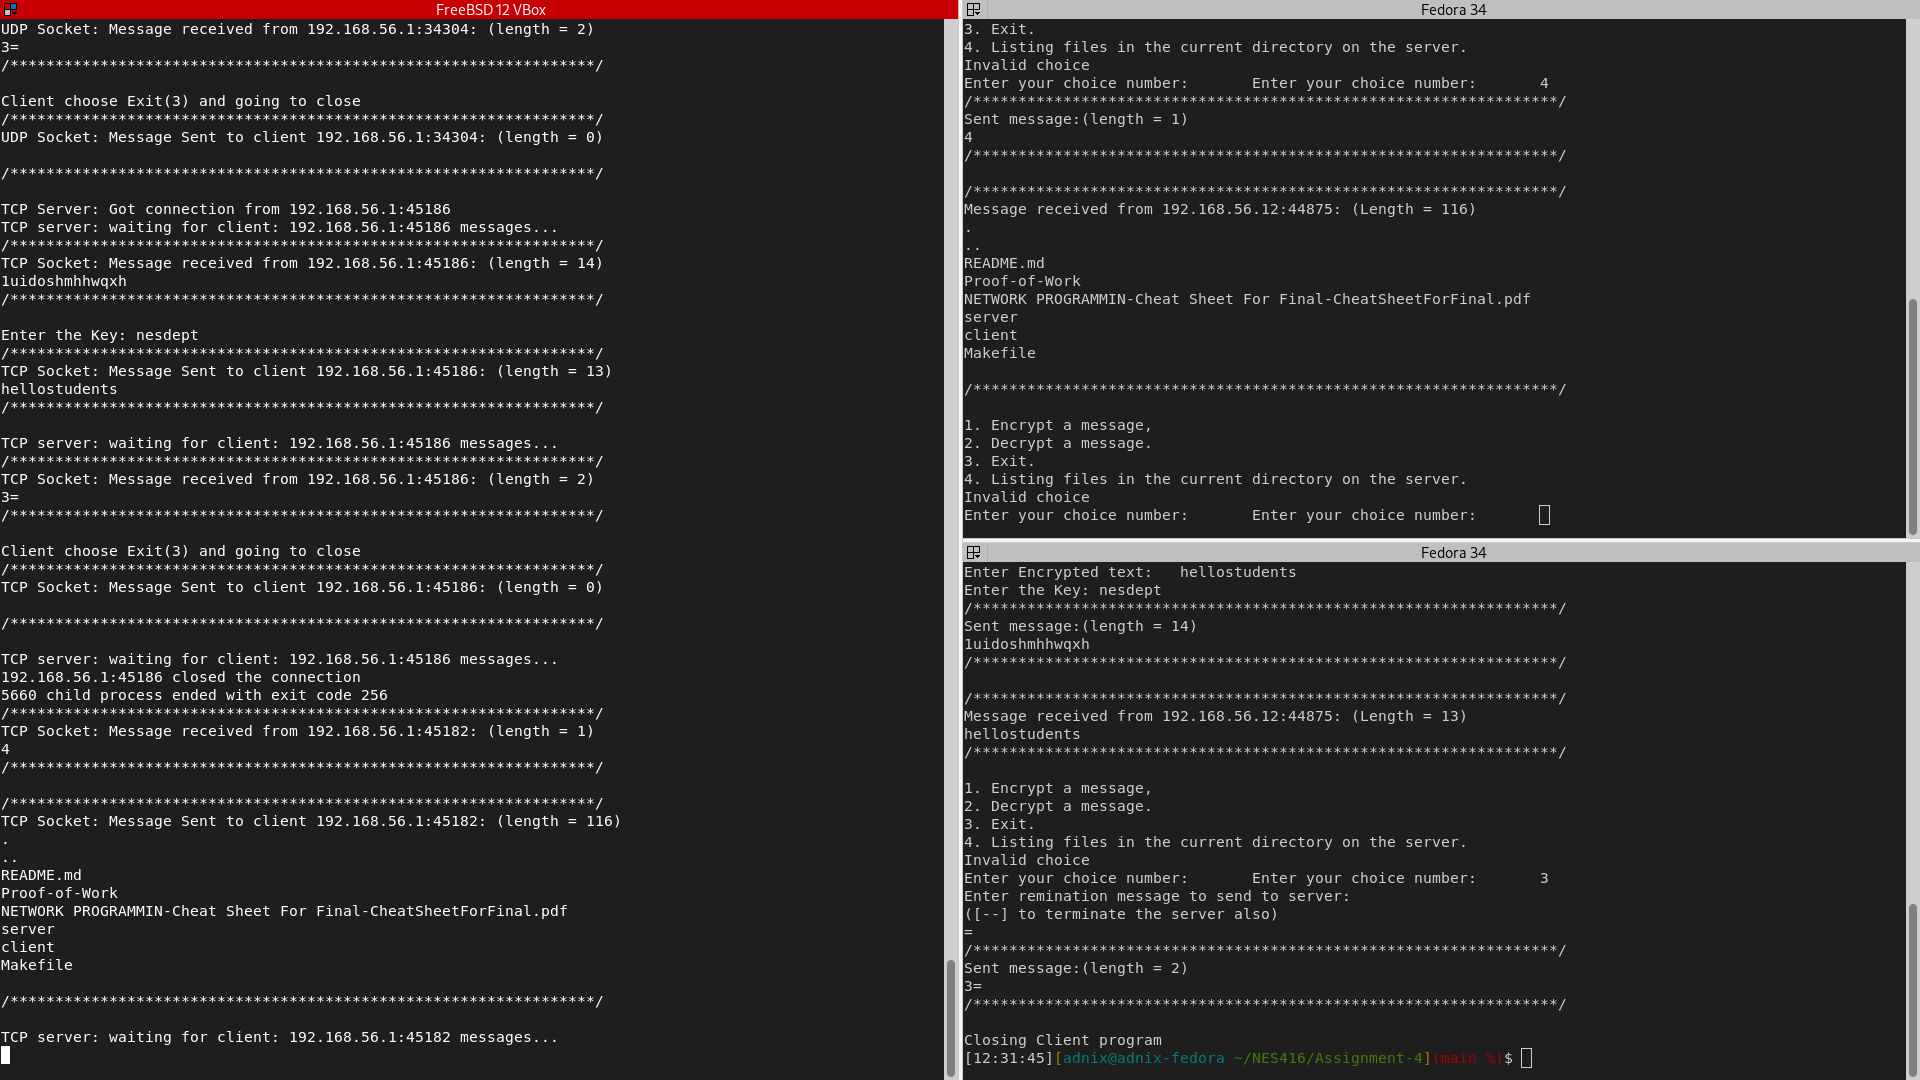 FreeBSD 12 VBox
UDP Socket: Message received from 192.168.56.1:34304: (length = 2)
3=
/*****************************************************************/

Client choose Exit(3) and going to close
/*****************************************************************/
UDP Socket: Message Sent to client 192.168.56.1:34304: (length = 0)

/*****************************************************************/

TCP Server: Got connection from 192.168.56.1:45186
TCP server: waiting for client: 192.168.56.1:45186 messages...
/*****************************************************************/
TCP Socket: Message received from 192.168.56.1:45186: (length = 14)
1uidoshmhhwqxh
/*****************************************************************/

Enter the Key: nesdept
/*****************************************************************/
TCP Socket: Message Sent to client 192.168.56.1:45186: (length = 13)
hellostudents
/*****************************************************************/

TCP server: waiting for client: 192.168.56.1:45186 messages...
/*****************************************************************/
TCP Socket: Message received from 192.168.56.1:45186: (length = 2)
3=
/*****************************************************************/

Client choose Exit(3) and going to close
/*****************************************************************/
TCP Socket: Message Sent to client 192.168.56.1:45186: (length = 0)

/*****************************************************************/

TCP server: waiting for client: 192.168.56.1:45186 messages...
192.168.56.1:45186 closed the connection
5660 child process ended with exit code 256
/*****************************************************************/
TCP Socket: Message received from 192.168.56.1:45182: (length = 1)
4
/*****************************************************************/

/*****************************************************************/
TCP Socket: Message Sent to client 192.168.56.1:45182: (length = 116)
.
..
README.md
Proof-of-Work
NETWORK PROGRAMMIN-Cheat Sheet For Final-CheatSheetForFinal.pdf
server
client
Makefile

/*****************************************************************/

TCP server: waiting for client: 192.168.56.1:45182 messages...
Fedora 34
3. Exit.
4. Listing files in the current directory on the server.
Invalid choice
Enter your choice number:       Enter your choice number:       4
/*****************************************************************/
Sent message:(length = 1)
4
/*****************************************************************/

/*****************************************************************/
Message received from 192.168.56.12:44875: (Length = 116)
.
..
README.md
Proof-of-Work
NETWORK PROGRAMMIN-Cheat Sheet For Final-CheatSheetForFinal.pdf
server
client
Makefile

/*****************************************************************/

1. Encrypt a message,
2. Decrypt a message.
3. Exit.
4. Listing files in the current directory on the server.
Invalid choice
Enter your choice number:       Enter your choice number:
Fedora 34
Enter Encrypted text:   hellostudents
Enter the Key: nesdept
/*****************************************************************/
Sent message:(length = 14)
1uidoshmhhwqxh
/*****************************************************************/

/*****************************************************************/
Message received from 192.168.56.12:44875: (Length = 13)
hellostudents
/*****************************************************************/

1. Encrypt a message,
2. Decrypt a message.
3. Exit.
4. Listing files in the current directory on the server.
Invalid choice
Enter your choice number:       Enter your choice number:       3
Enter remination message to send to server:
([--] to terminate the server also)
=
/*****************************************************************/
Sent message:(length = 2)
3=
/*****************************************************************/

Closing Client program
[12:31:45][adnix@adnix-fedora ~/NES416/Assignment-4](main %)$